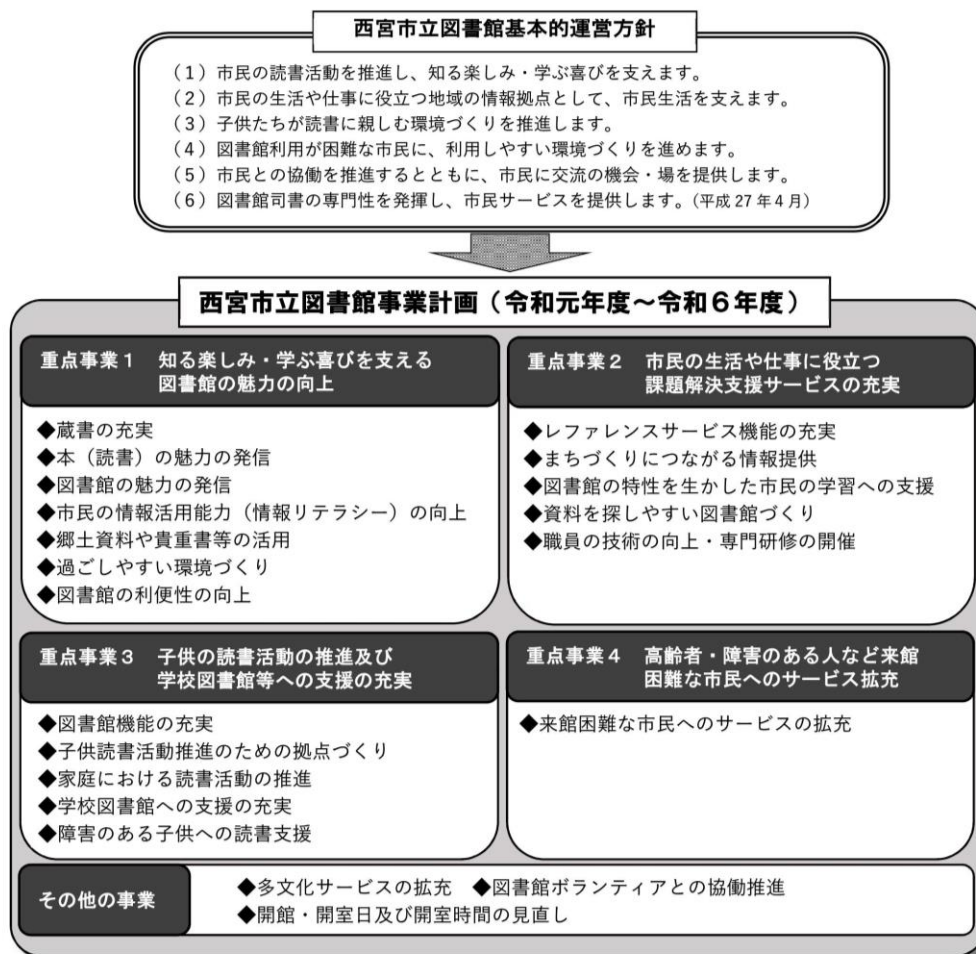 西宮市立図書館基本的運営方針
（1）市民の読書活動を推進し、知る楽しみ・学ぶ喜びを支えます。
（2）市民の生活や仕事に役立つ地域の情報拠点として、市民生活を支えます。
（3）子供たちが読書に親しむ環境づくりを推進します。
（4）図書館利用が困難な市民に、利用しやすい環境づくりを進めます。
（5）市民との協働を推進するとともに、市民に交流の機会・場を提供します。
（6）図書館司書の専門性を発揮し、市民サービスを提供します。（平成27年4月）
西宮市立図書館事業計画（令和元年度～令和６年度）
重点事業１　知る楽しみ・学ぶ喜びを支える
図書館の魅力の向上
◆蔵書の充実
◆本（読書）の魅力の発信
◆図書館の魅力の発信
◆市民の情報活用能力（情報リテラシー）の向上
◆郷土資料や貴重書等の活用
◆過ごしやすい環境づくり
◆図書館の利便性の向上
重点事業２　市民の生活や仕事に役立つ
課題解決支援サービスの充実
◆レファレンスサービス機能の充実
◆まちづくりにつながる情報提供
◆図書館の特性を生かした市民の学習への支援
◆資料を探しやすい図書館づくり
◆職員の技術の向上・専門研修の開催
重点事業３　子供の読書活動の推進及び
学校図書館等への支援の充実
◆図書館機能の充実
◆子供読書活動推進のための拠点づくり
◆家庭における読書活動の推進
◆学校図書館への支援の充実
◆障害のある子供への読書支援
重点事業４　高齢者・障害のある人など来館
困難な市民へのサービス拡充
◆来館困難な市民へのサービスの拡充
その他の事業
◆多文化サービスの拡充　◆図書館ボランティアとの協働推進
◆開館・開室日及び開室時間の見直し